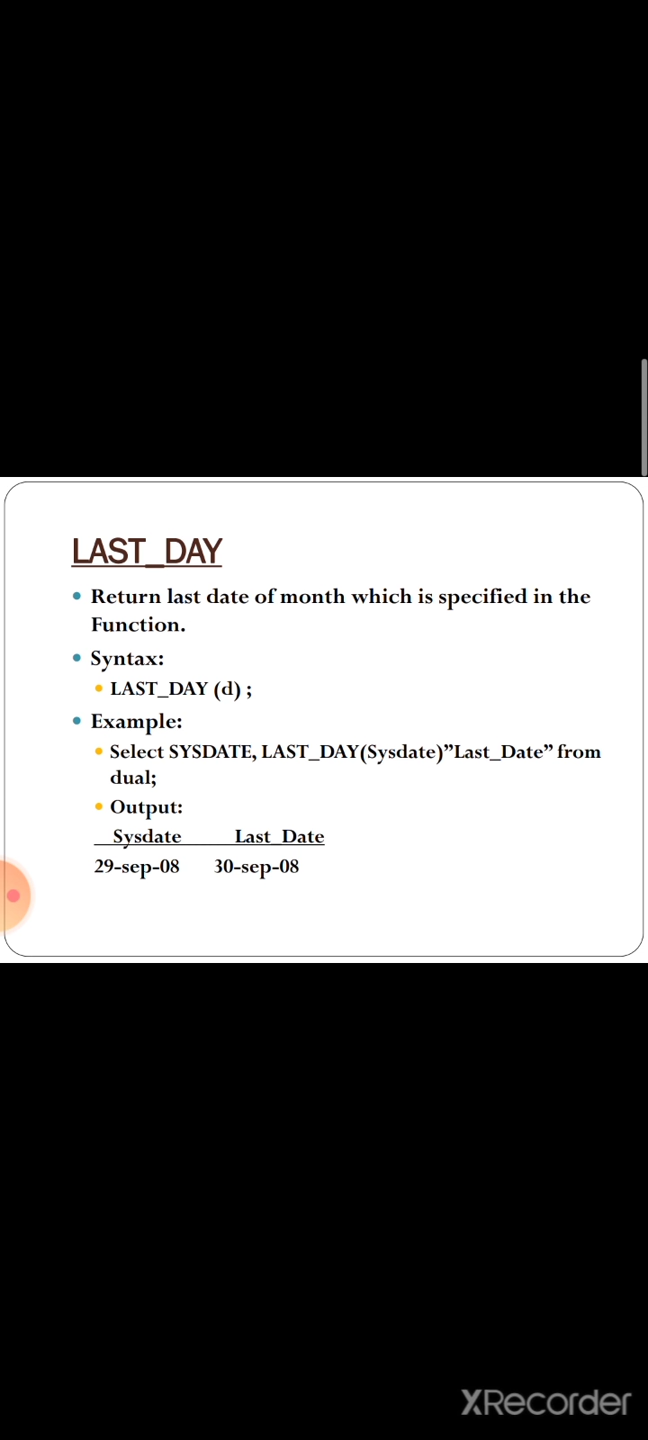 LAST_DAY
Return last date of month which is specified in the
Function.
Syntax:
LAST_DAY (d) ;
Example:
Select SYSDATE, LAST_DAY(Sysdate)”Last_Date” from
dual;
Output:
Sysdate Last_Date
29-sep-08 30-sep-08
XRecorder